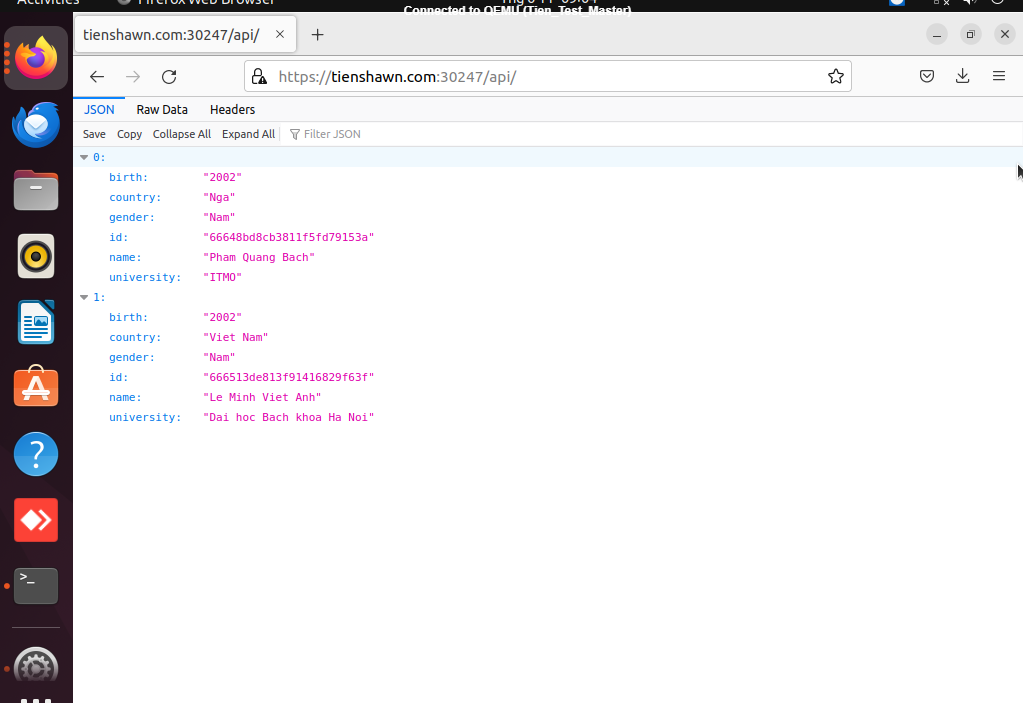 Activities
Firefox Web Browser
Connected to QEMU (Tien_Test_Master)
tienshawn.com:30247/api/
https://tienshawn.com:30247/api/
JSON Raw Data Headers
Save Copy Collapse All Expand All Filter JSON
0:
birth: "2002"
country: "Nga"
gender: "Nam"
id: "66648bd8cb3811f5fd79153a"
name: "Pham Quang Bach"
university: "ITMO"
1:
birth: "2002"
country: "Viet Nam"
gender: "Nam"
id: "666513de813f91416829f63f"
name: "Le Minh Viet Anh"
university: "Dai hoc Bach khoa Ha Noi"